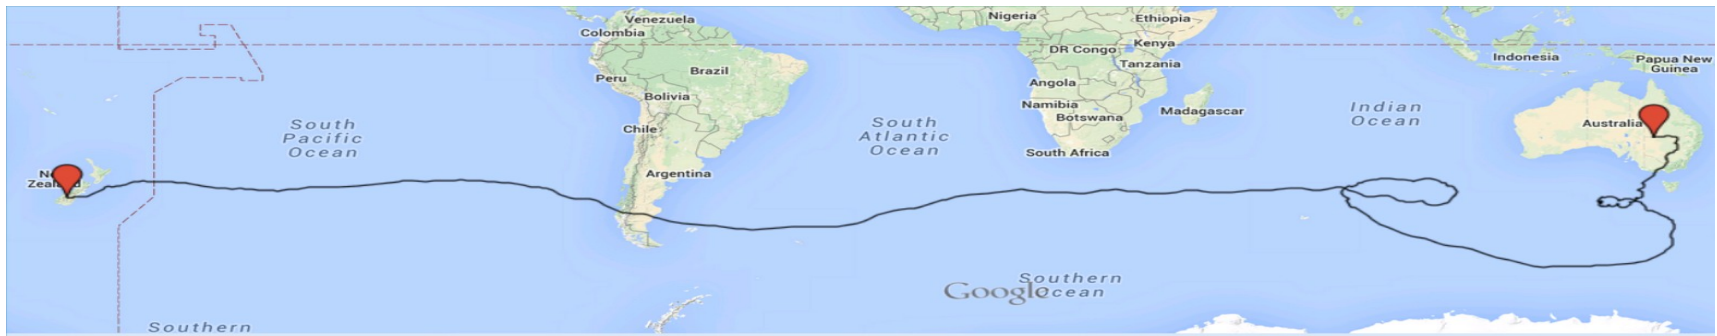 Venezuela
Colombia
Nigeria
Ethiopia
DR Congo
Kenya
Tanzania
Indonesia
Papua New
Guinea
Peru
Brazil
Angola
Bolivia
Namibia
Botswana
Madagascar
Indian
Ocean
South
Pacific
Ocean
Chile
South
Atlantic
Ocean
Australia
South Africa
Argentina
Southern
Ocean
Google
Southern